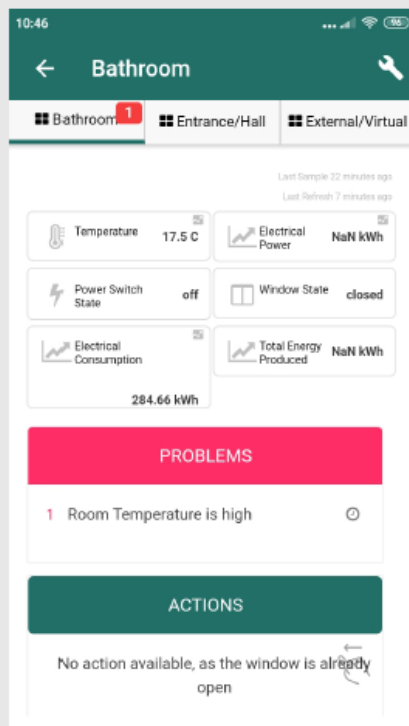 10:46 ... 96
Bathroom
Bathroom 1 Entrance/Hall External/Virtual
Last Sample 22 minutes ago
Last Refresh 7 minutes ago
Temperature 17.5 C
Electrical Power NaN kWh
Power Switch State off
Window State closed
Electrical Consumption
284.66 kWh
Total Energy Produced NaN kWh
PROBLEMS
1 Room Temperature is high
ACTIONS
No action available, as the window is already
open